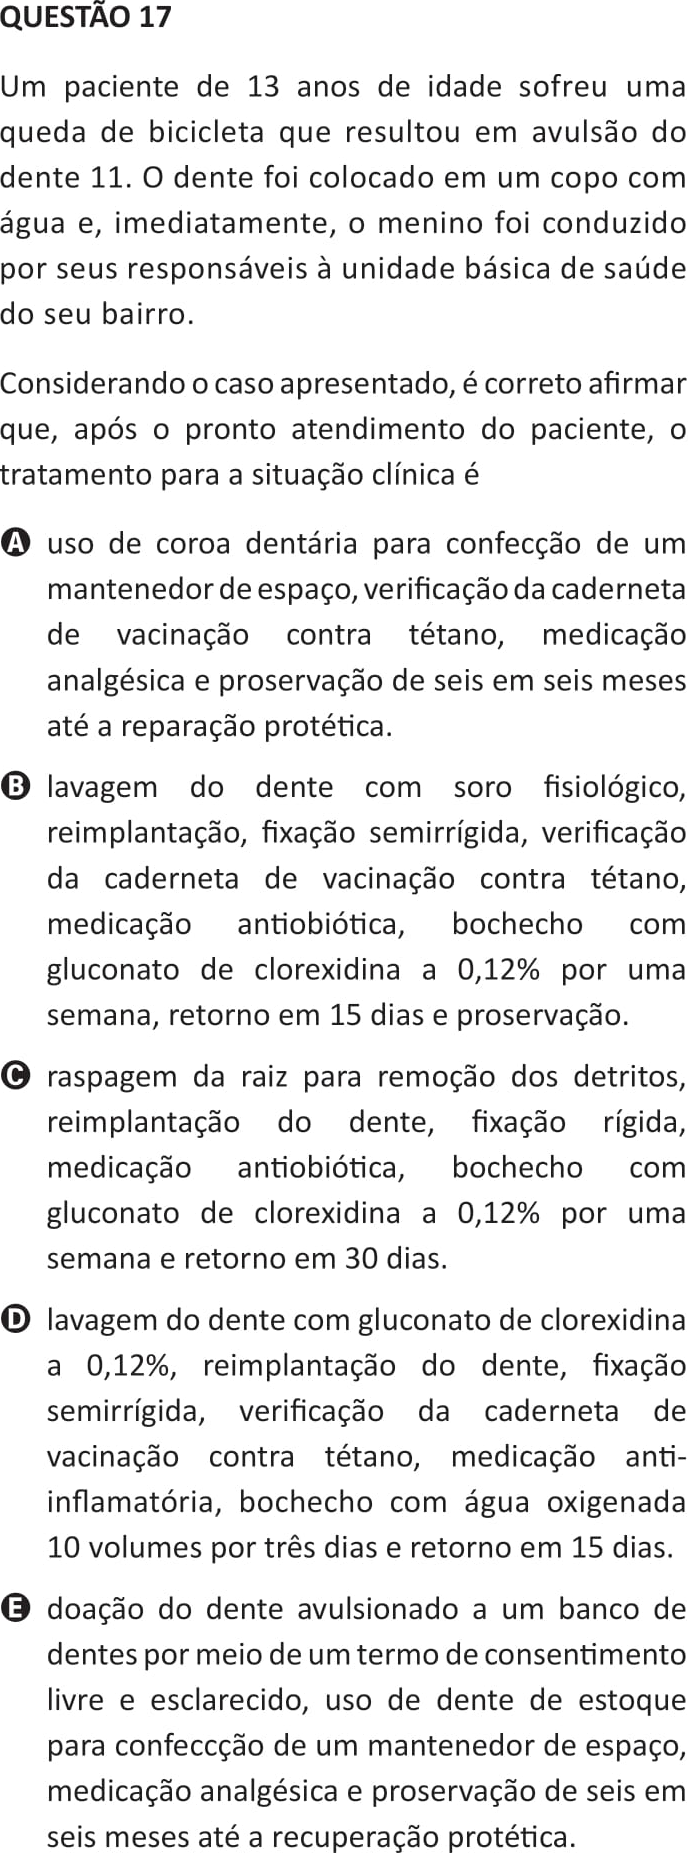 QUESTÃO 17
Um paciente de 13 anos de idade sofreu uma
queda de bicicleta que resultou em avulsão do
dente 11. O dente foi colocado em um copo com
água e, imediatamente, o menino foi conduzido
por seus responsáveis à unidade básica de saúde
do seu bairro.
Considerando o caso apresentado, é correto afirmar
que, após o pronto atendimento do paciente, o
tratamento para a situação clínica é
A uso de coroa dentária para confecção de um
mantenedor de espaço, verificação da caderneta
de vacinação contra tétano, medicação
analgésica e proservação de seis em seis meses
até a reparação protética.
B lavagem do dente com soro fisiológico,
reimplantação, fixação semirrígida, verificação
da caderneta de vacinação contra tétano,
medicação antiobiótica, bochecho com
gluconato de clorexidina a 0,12% por uma
semana, retorno em 15 dias e proservação.
C raspagem da raiz para remoção dos detritos,
reimplantação do dente, fixação rígida,
medicação antiobiótica, bochecho com
gluconato de clorexidina a 0,12% por uma
semana e retorno em 30 dias.
D lavagem do dente com gluconato de clorexidina
a 0,12%, reimplantação do dente, fixação
semirrígida, verificação da caderneta de
vacinação contra tétano, medicação anti-
inflamatória, bochecho com água oxigenada
10 volumes por três dias e retorno em 15 dias.
E doação do dente avulsionado a um banco de
dentes por meio de um termo de consentimento
livre e esclarecido, uso de dente de estoque
para confeccção de um mantenedor de espaço,
medicação analgésica e proservação de seis em
seis meses até a recuperação protética.